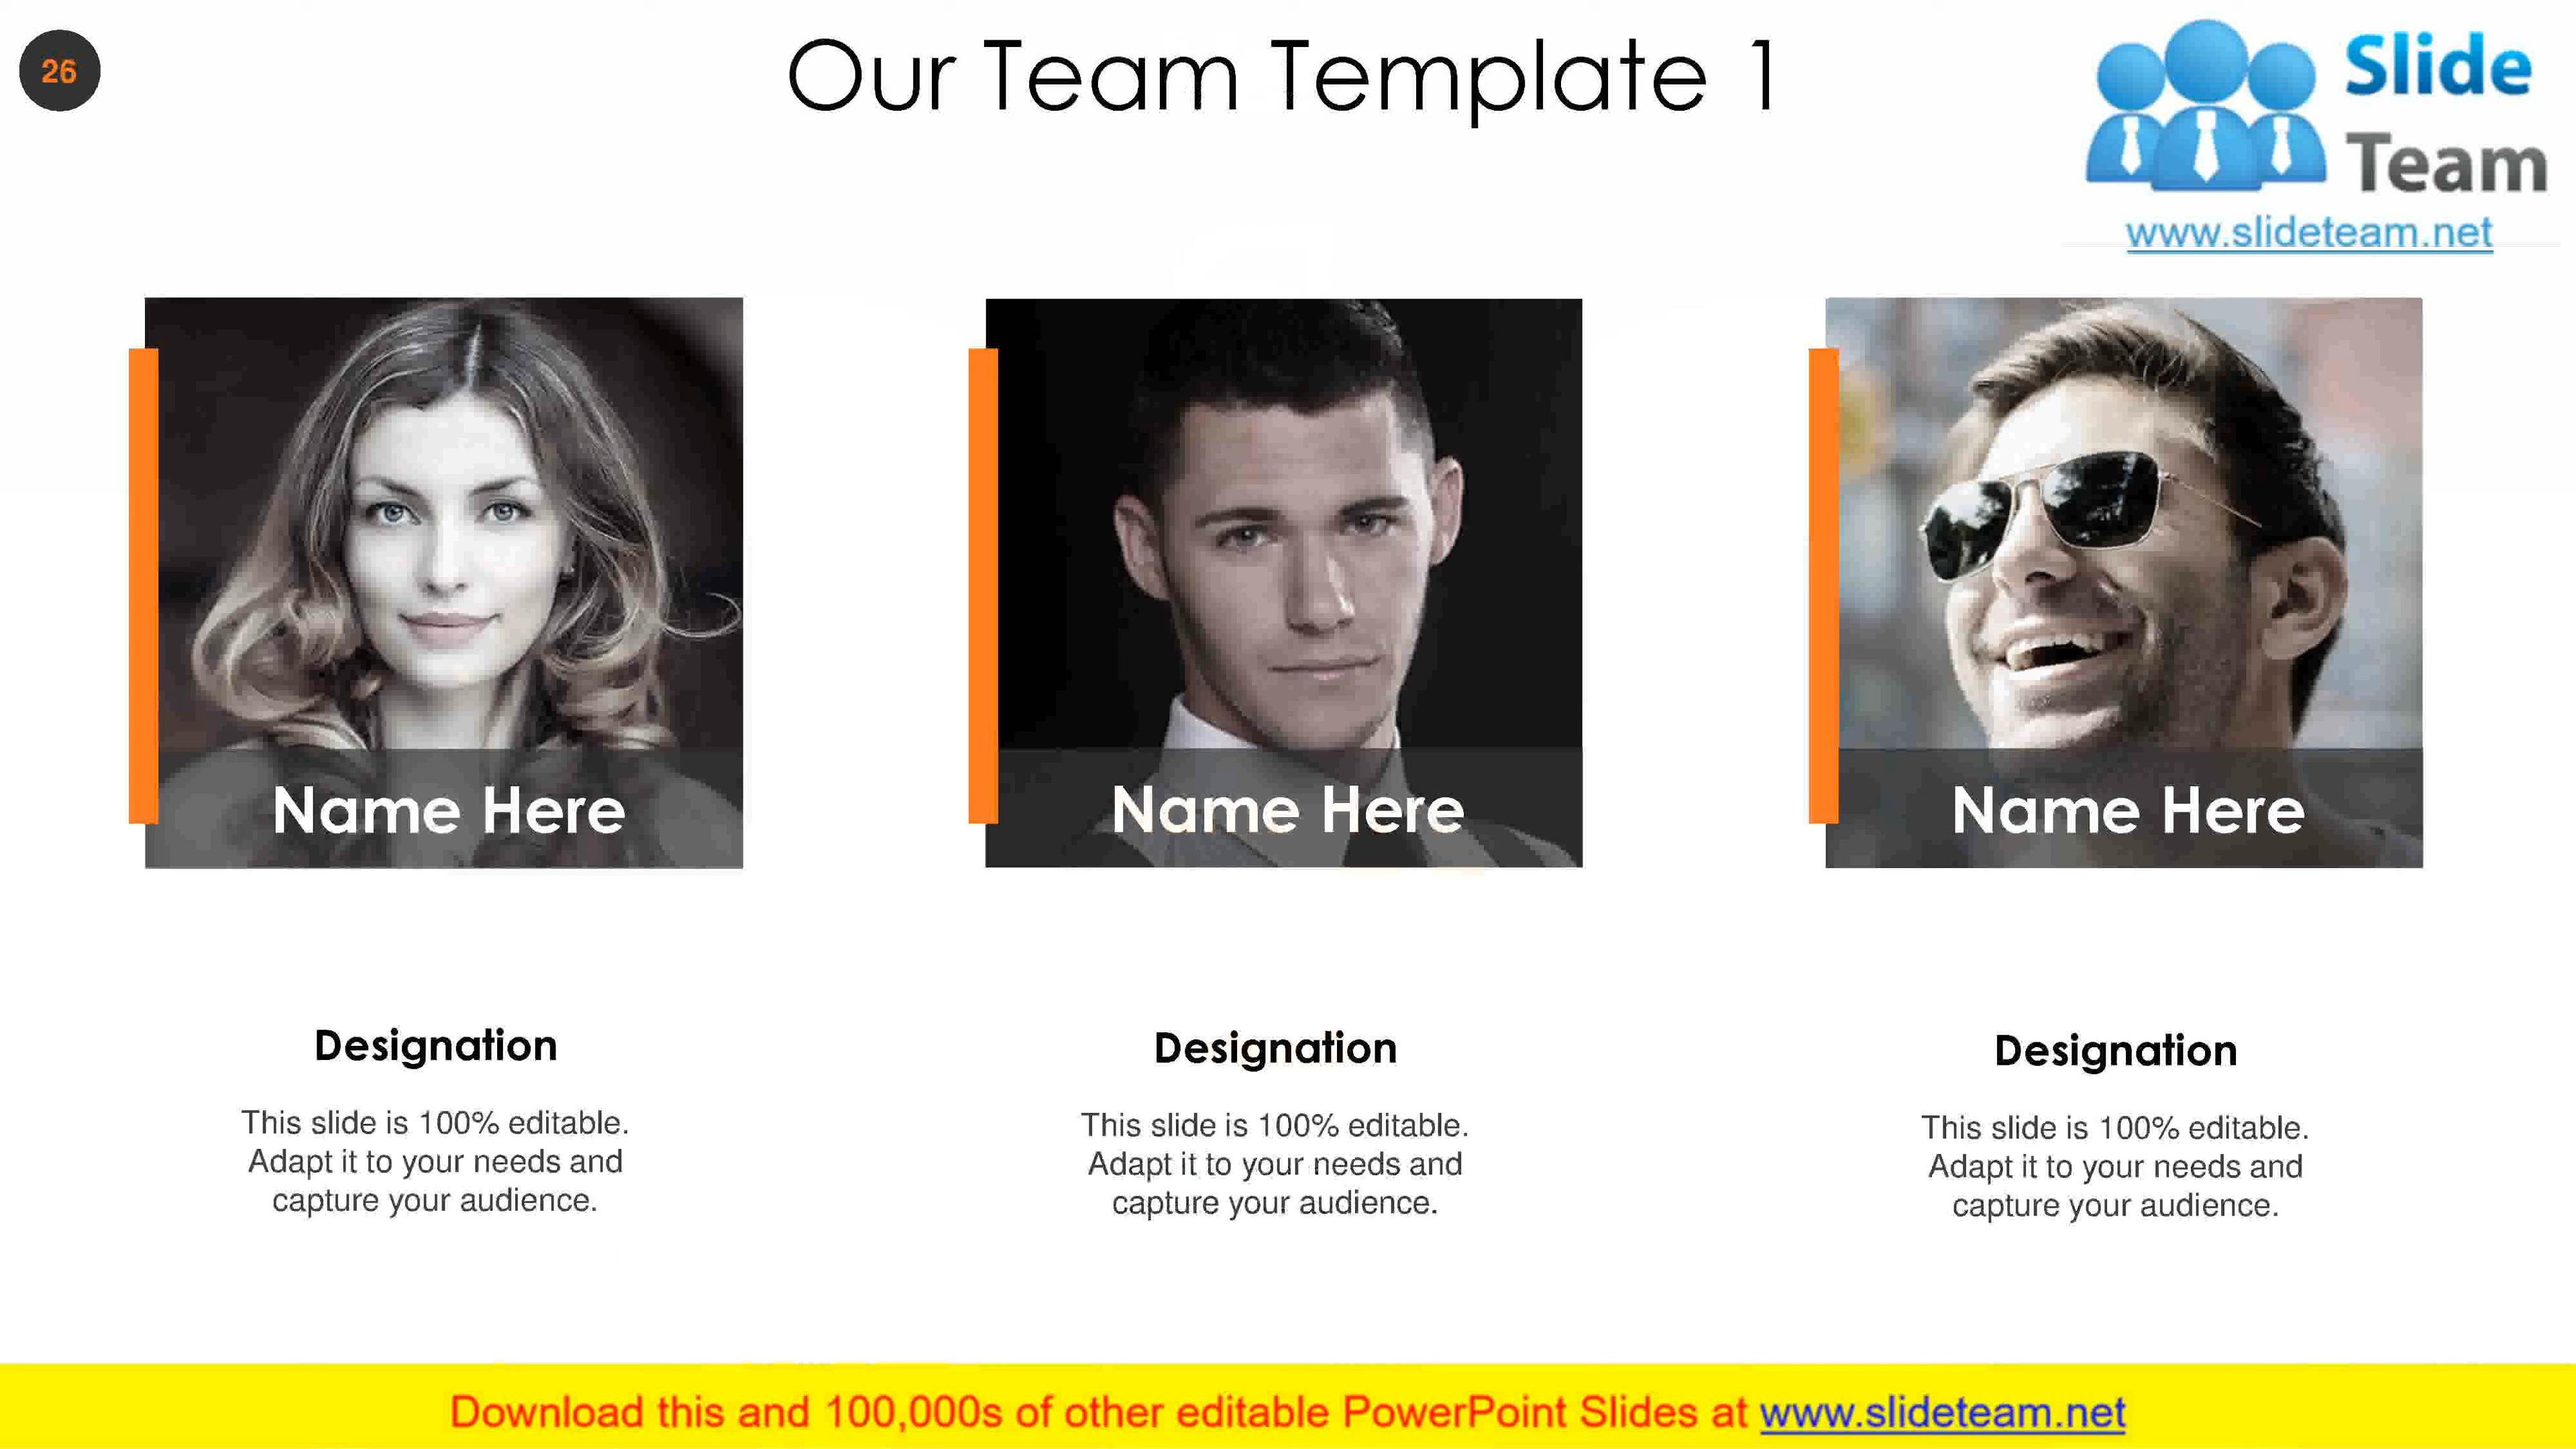 26
Our Team Template 1
Slide
Team
www.slideteam.net
Name Here
Name Here
Name Here
Designation
This slide is 100% editable.
Adapt it to your needs and
capture your audience.
Designation
This slide is 100% editable.
Adapt it to your needs and
capture your audience.
Designation
This slide is 100% editable.
Adapt it to your needs and
capture your audience.
Download this and 100,000s of other editable PowerPoint Slides at www.slideteam.net